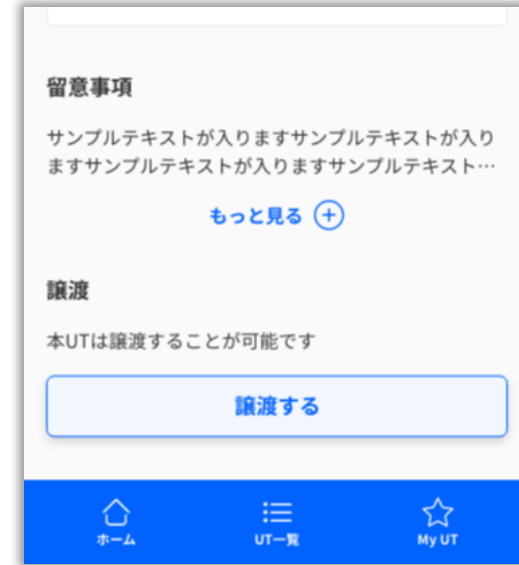 留意事項
サンプルテキストが入りますサンプルテキストが入り
ますサンプルテキストが入りますサンプルテキスト…
もっと見る
譲渡
本UTは譲渡することが可能です
譲渡する
ホーム
UT一覧
My UT